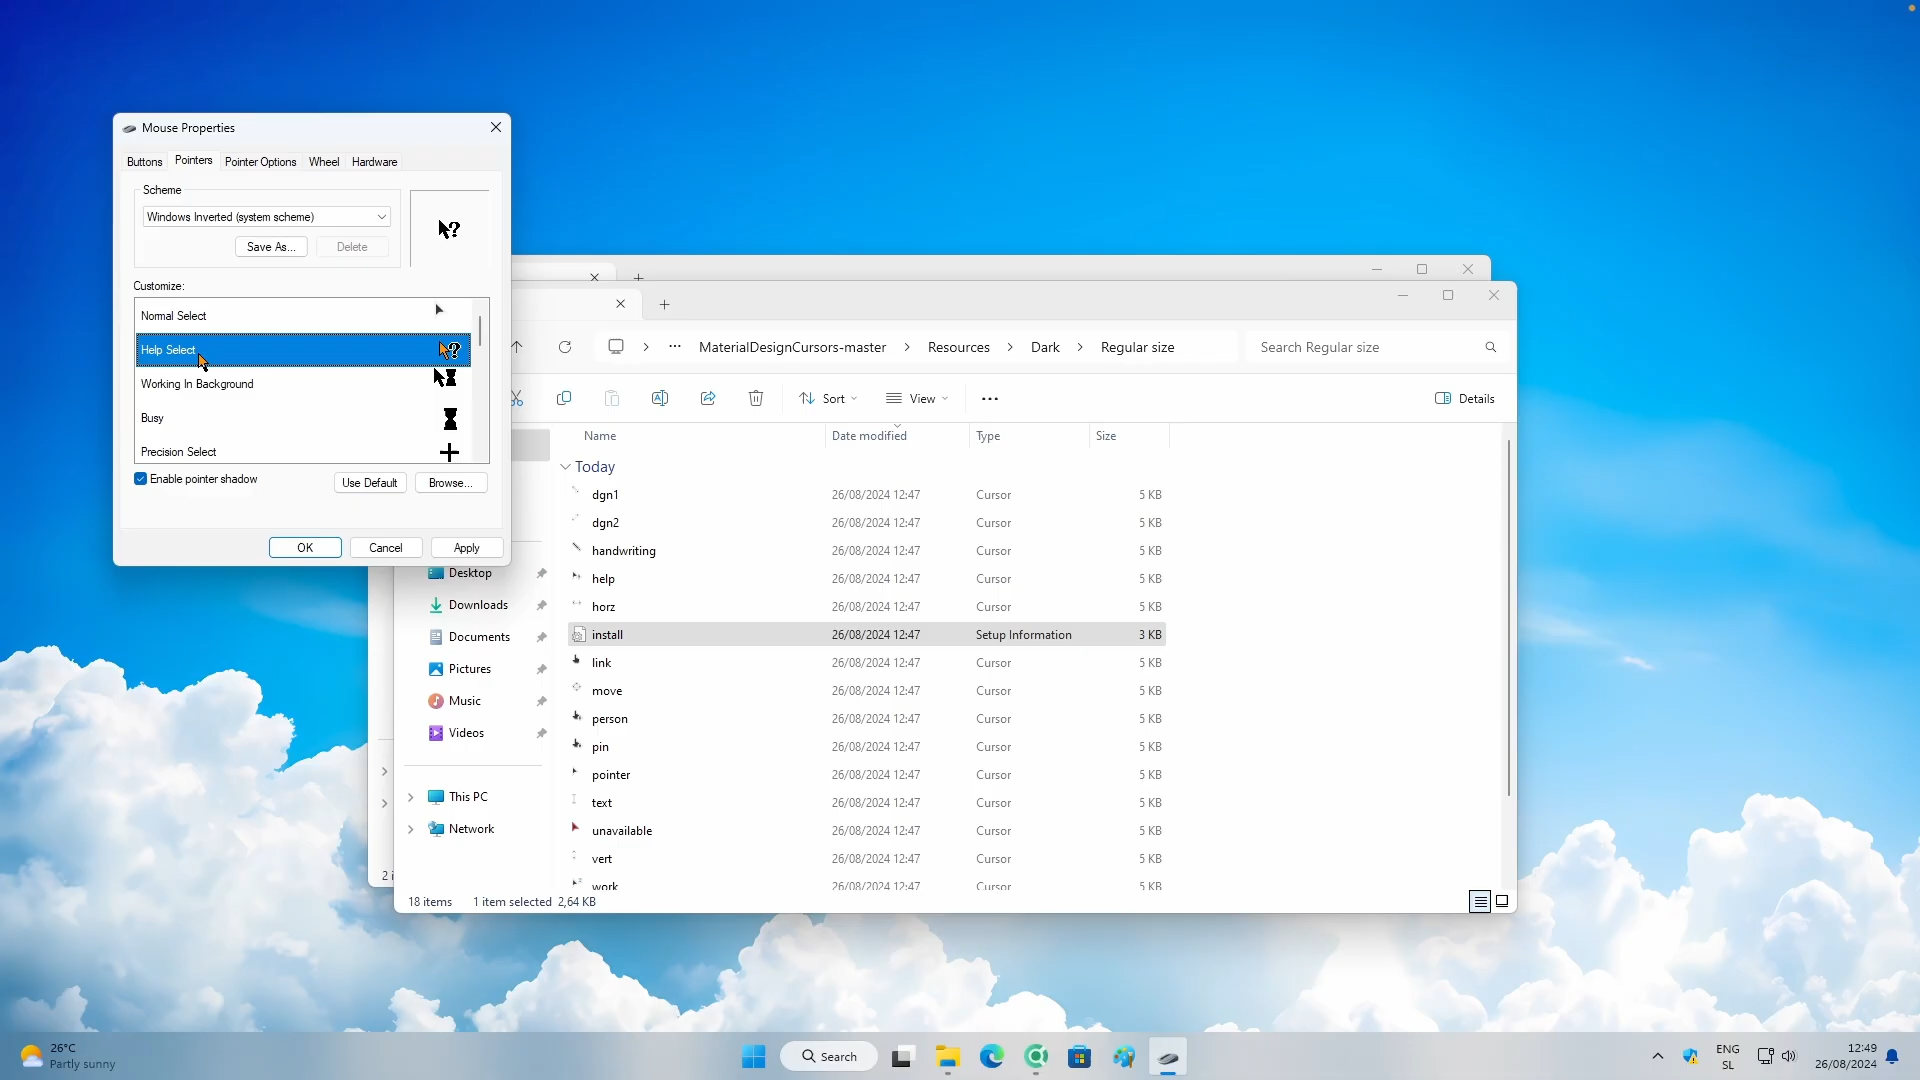 Mouse Properties
Buttons Pointers Pointer Options Wheel Hardware
Scheme
Windows Inverted (system scheme)
Save As... Delete
Customize:
Normal Select
Help Select
Working In Background
Busy
Precision Select
Enable pointer shadow
Use Default Browse...
OK Cancel Apply
MaterialDesignCursors-master Resources Dark Regular size
Search Regular size
Sort View ... Details
Name Date modified Type Size
Today
dgn1 26/08/2024 12:47 Cursor 5 KB
dgn2 26/08/2024 12:47 Cursor 5 KB
handwriting 26/08/2024 12:47 Cursor 5 KB
help 26/08/2024 12:47 Cursor 5 KB
horz 26/08/2024 12:47 Cursor 5 KB
install 26/08/2024 12:47 Setup Information 3 KB
link 26/08/2024 12:47 Cursor 5 KB
move 26/08/2024 12:47 Cursor 5 KB
person 26/08/2024 12:47 Cursor 5 KB
pin 26/08/2024 12:47 Cursor 5 KB
pointer 26/08/2024 12:47 Cursor 5 KB
text 26/08/2024 12:47 Cursor 5 KB
unavailable 26/08/2024 12:47 Cursor 5 KB
vert 26/08/2024 12:47 Cursor 5 KB
work 26/08/2024 12:47 Cursor 5 KB
Desktop
Downloads
Documents
Pictures
Music
Videos
This PC
Network
2 i
18 items 1 item selected 2,64 KB
26°C
Partly sunny
Search
ENG
SL
12:49
26/08/2024